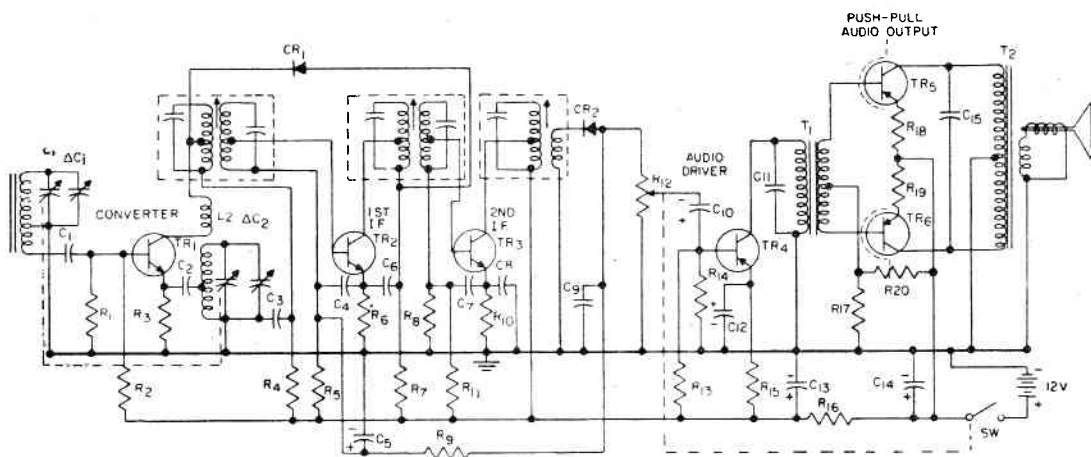 PUSH-PULL
AUDIO OUTPUT
T2
CR1
TR5
C15
R18
CR2
T1
AUDIO
DRIVER
R12
C11
R19
ΔC1
C10
TR6
CONVERTER
L2 ΔC2
1ST
I.F.
2ND
I.F.
C1
TR1
TR2
TR3
TR4
C2
C6
R14
R20
C3
C4
C7
CR
C9
R17
R1
R3
R6
R8
R10
C12
R2
R4
R5
R7
R11
R13
R15
C13
C14
R16
12V
C5
R9
SW